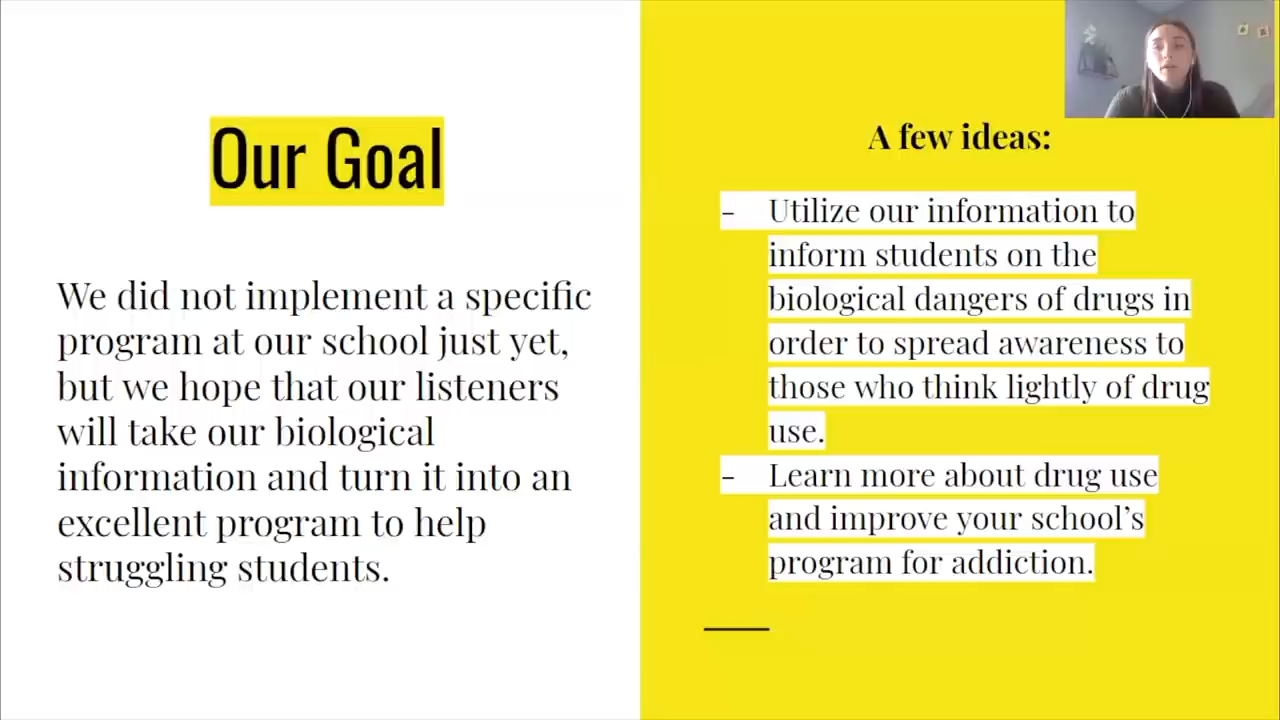 Our Goal
We did not implement a specific
program at our school just yet,
but we hope that our listeners
will take our biological
information and turn it into an
excellent program to help
struggling students.
A few ideas:
- Utilize our information to
inform students on the
biological dangers of drugs in
order to spread awareness to
those who think lightly of drug
use.
- Learn more about drug use
and improve your school’s
program for addiction.